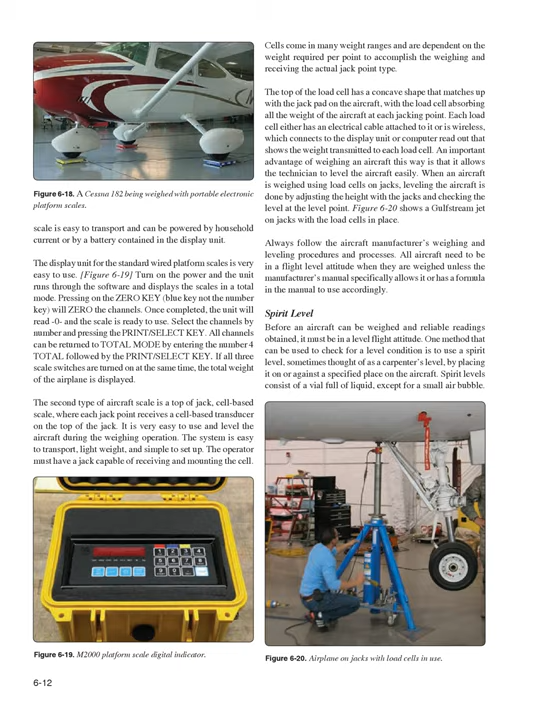 Figure 6-18. A Cessna 182 being weighed with portable electronic
platform scales.
scale is easy to transport and can be powered by household
current or by a battery contained in the display unit.
The display unit for the standard wired platform scales is very
easy to use. [Figure 6-19] Turn on the power and the unit
runs through the software and displays the scales in a total
mode. Pressing on the ZERO KEY (blue key not the number
key) will ZERO the channels. Once completed, the unit will
read -0- and the scale is ready to use. Select the channels by
number and pressing the PRINT/SELECT KEY. All channels
can be returned to TOTAL MODE by entering the number 4
TOTAL followed by the PRINT/SELECT KEY. If all three
scale switches are turned on at the same time, the total weight
of the airplane is displayed.
The second type of aircraft scale is a top of jack, cell-based
scale, where each jack point receives a cell-based transducer
on the top of the jack. It is very easy to use and level the
aircraft during the weighing operation. The system is easy
to transport, light weight, and simple to set up. The operator
must have a jack capable of receiving and mounting the cell.
Figure 6-19. M2000 platform scale digital indicator.
Cells come in many weight ranges and are dependent on the
weight required per point to accomplish the weighing and
receiving the actual jack point type.
The top of the load cell has a concave shape that matches up
with the jack pad on the aircraft, with the load cell absorbing
all the weight of the aircraft at each jacking point. Each load
cell either has an electrical cable attached to it or is wireless,
which connects to the display unit or computer read out that
shows the weight transmitted to each load cell. An important
advantage of weighing an aircraft this way is that it allows
the technician to level the aircraft easily. When an aircraft
is weighed using load cells on jacks, leveling the aircraft is
done by adjusting the height with the jacks and checking the
level at the level point. Figure 6-20 shows a Gulfstream jet
on jacks with the load cells in place.
Always follow the aircraft manufacturer's weighing and
leveling procedures and processes. All aircraft need to be
in a flight level attitude when they are weighed unless the
manufacturer's manual specifically allows it or has a formula
in the manual to use accordingly.
Spirit Level
Before an aircraft can be weighed and reliable readings
obtained, it must be in a level flight attitude. One method that
can be used to check for a level condition is to use a spirit
level, sometimes thought of as a carpenter's level, by placing
it on or against a specified place on the aircraft. Spirit levels
consist of a vial full of liquid, except for a small air bubble.
Figure 6-20. Airplane on jacks with load cells in use.
6-12